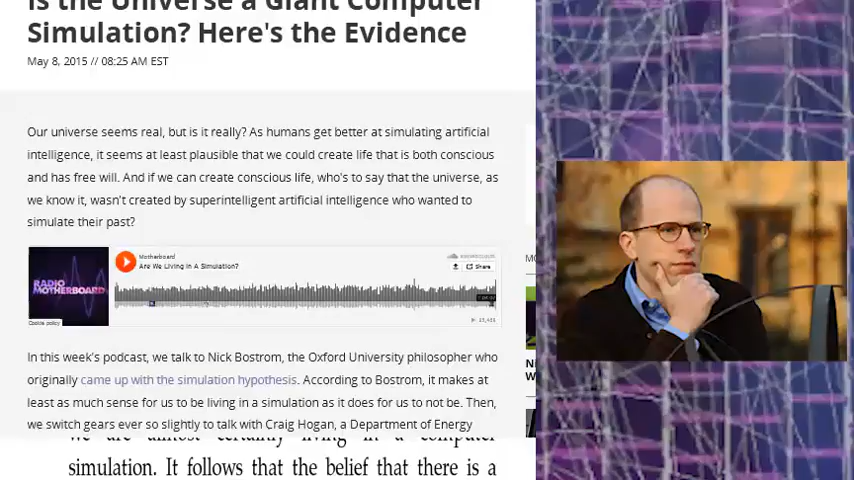 Is the Universe a Giant Computer
Simulation? Here's the Evidence
May 8, 2015 // 08:25 AM EST
Our universe seems real, but is it really? As humans get better at simulating artificial
intelligence, it seems at least plausible that we could create life that is both conscious
and has free will. And if we can create conscious life, who's to say that the universe, as
we know it, wasn't created by superintelligent artificial intelligence who wanted to
simulate their past?
Motherboard
Are We Living In A Simulation?
Share
RADIO
MOTHERBOARD
Cookie policy
MO
In this week's podcast, we talk to Nick Bostrom, the Oxford University philosopher who
originally came up with the simulation hypothesis. According to Bostrom, it makes at
least as much sense for us to be living in a simulation as it does for us to not be. Then,
we switch gears ever so slightly to talk with Craig Hogan, a Department of Energy
Ni
W
we are almost certainly living in a computer
simulation. It follows that the belief that there is a